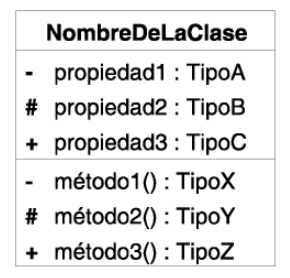 NombreDeLaClase
- propiedad1 : TipoA
# propiedad2 : TipoB
+ propiedad3 : TipoC
- método1() : TipoX
# método2() : TipoY
+ método3() : TipoZ